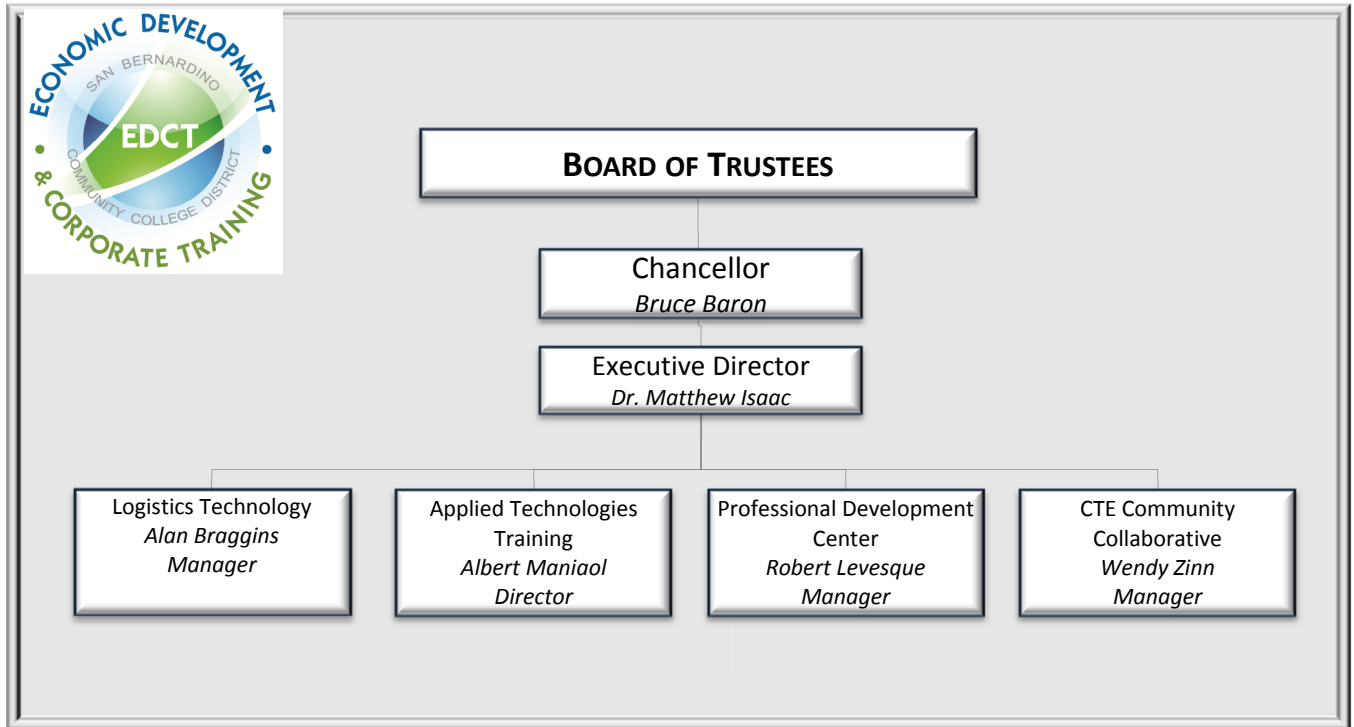 ECONOMIC DEVELOPMENT
& CORPORATE TRAINING
SAN BERNARDINO
COMMUNITY COLLEGE DISTRICT
EDCT
BOARD OF TRUSTEES
Chancellor
Bruce Baron
Executive Director
Dr. Matthew Isaac
Logistics Technology
Alan Braggins
Manager
Applied Technologies
Training
Albert Maniaol
Director
Professional Development
Center
Robert Levesque
Manager
CTE Community
Collaborative
Wendy Zinn
Manager